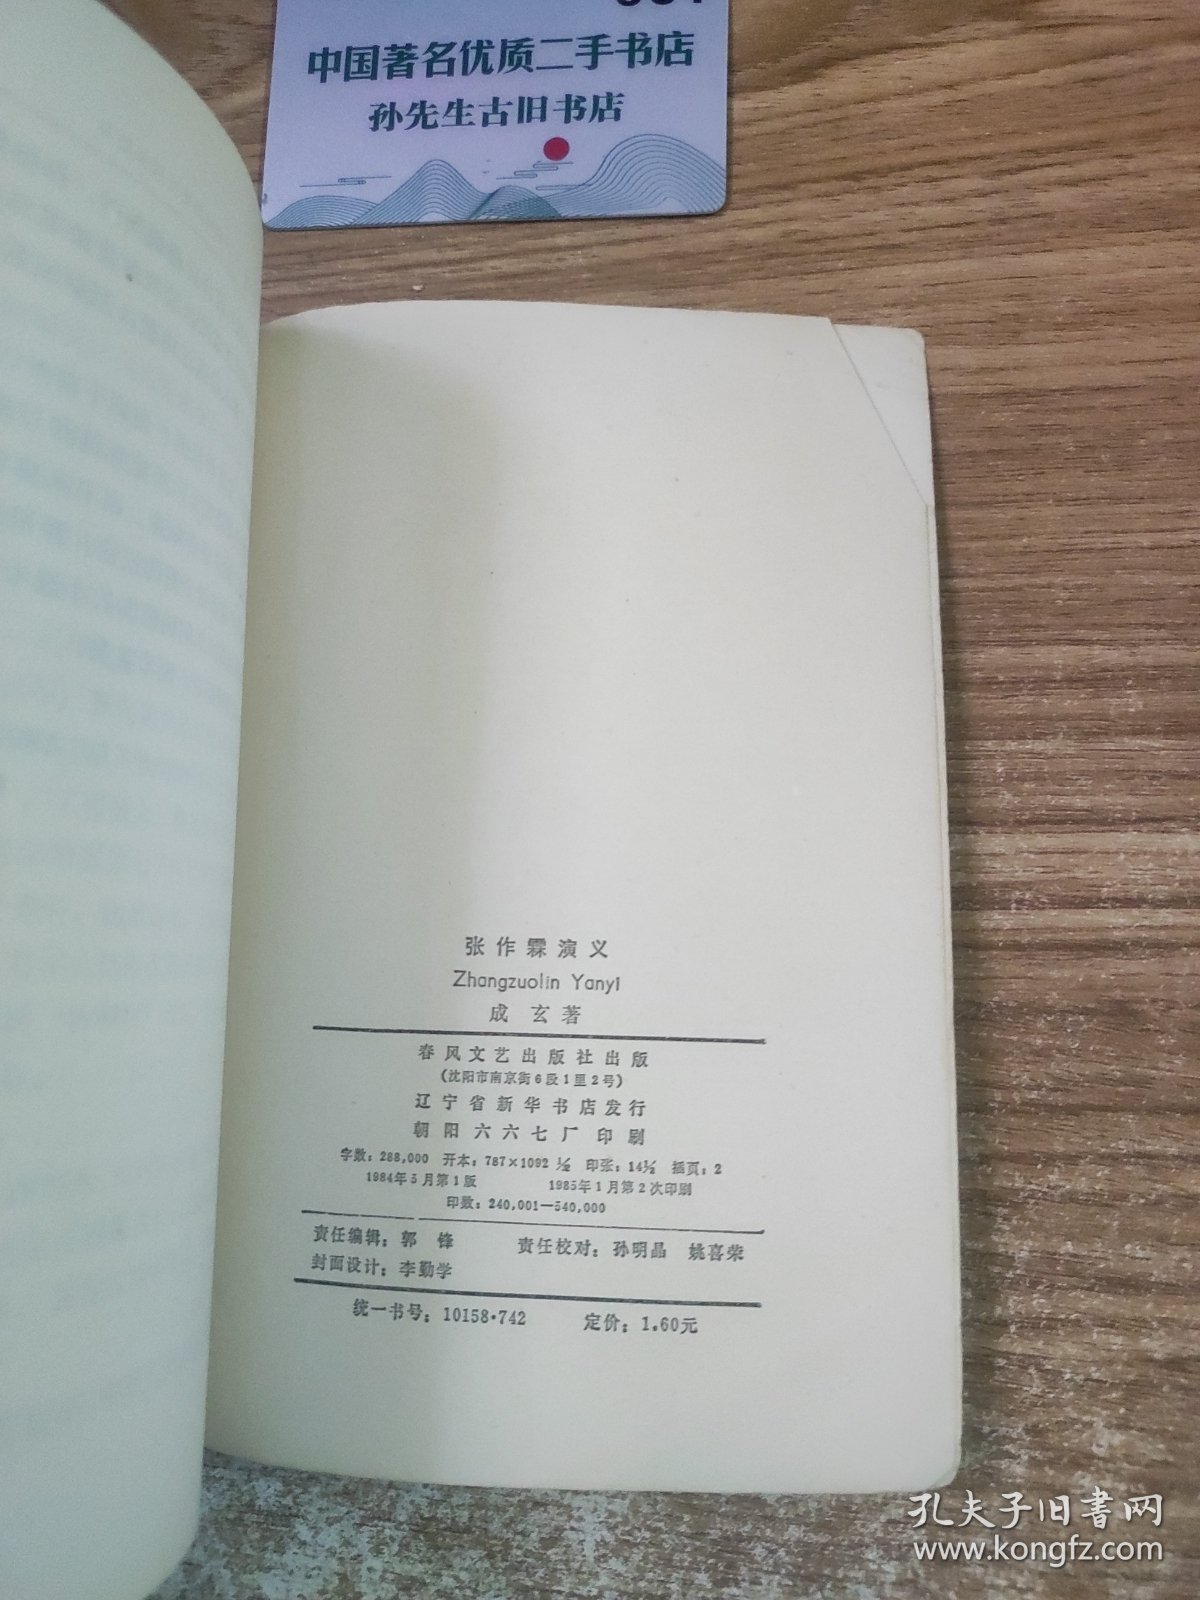 中国著名优质二手书店
孙先生古旧书店
张作霖演义
Zhangzuolin Yanyi
成 玄著
春风文艺出版社出版
(沈阳市南京街6段1里2号)
辽宁省新华书店发行
朝阳六六七厂印刷
字数：288,000 开本：787×1092 1/32 印张：14½ 插页：2
1984年5月第1版 1985年1月第2次印刷
印数：240,001—540,000
责任编辑：郭 锋 责任校对：孙明晶 姚喜荣
封面设计：李勤学
统一书号：10158·742 定价：1.60元
孔夫子旧书网
www.kongfz.com